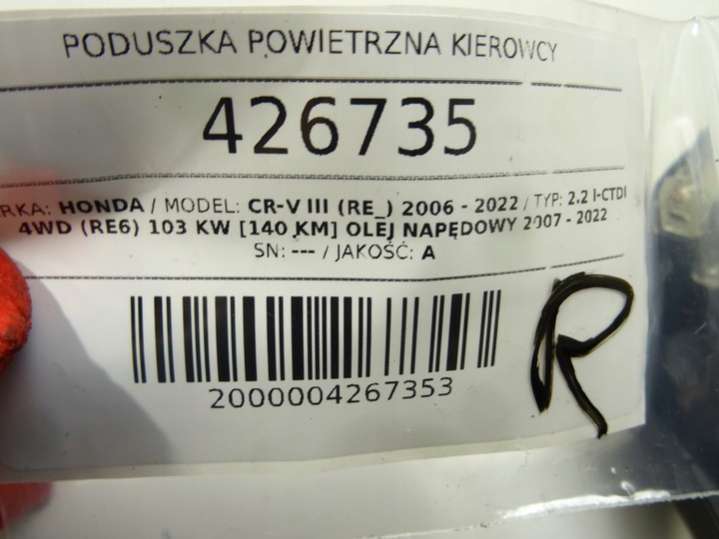 PODUSZKA POWIETRZNA KIEROWCY
426735
RKA: HONDA / MODEL: CR-V III (RE_) 2006 - 2022 / TYP: 2.2 I-CTDI
4WD (RE6) 103 KW [140 KM] OLEJ NAPĘDOWY 2007 - 2022
SN: --- / JAKOŚĆ: A
2000004267353
R